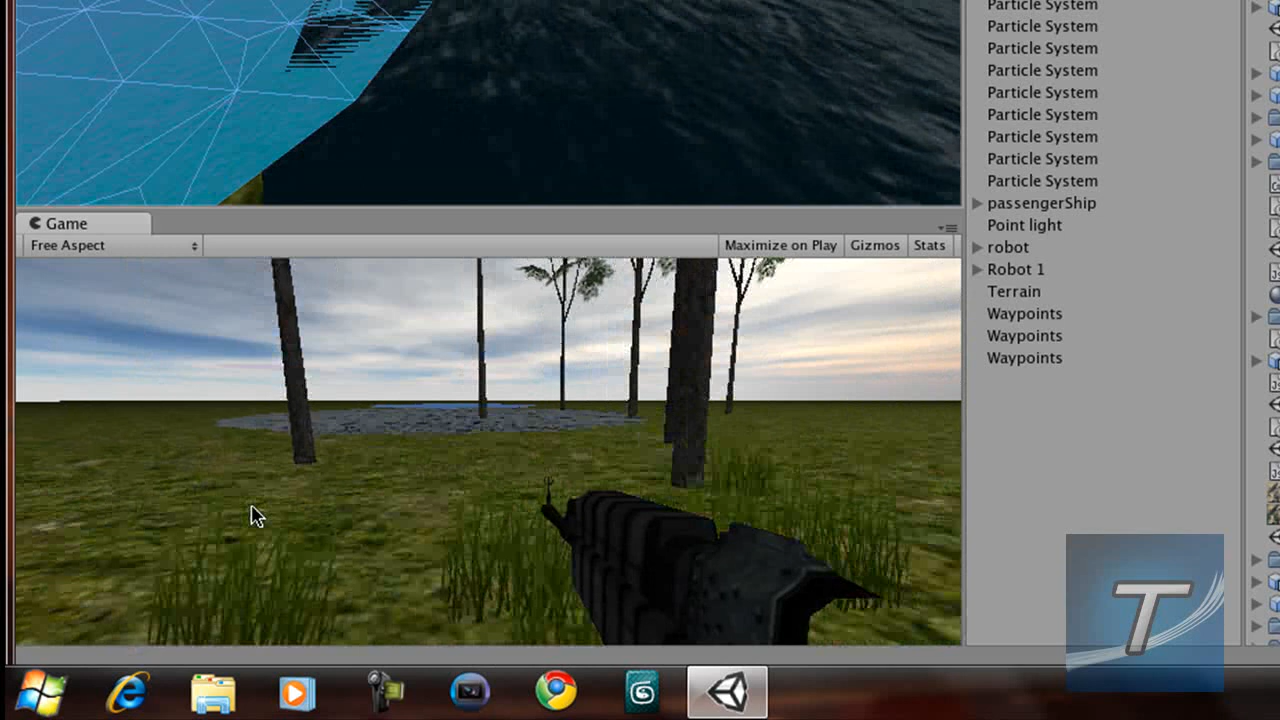 Particle System
Particle System
Particle System
Particle System
Particle System
Particle System
Particle System
Particle System
Particle System
passengerShip
Point light
robot
Robot 1
Terrain
Waypoints
Waypoints
Waypoints
Game
Free Aspect
Maximize on Play Gizmos Stats
T